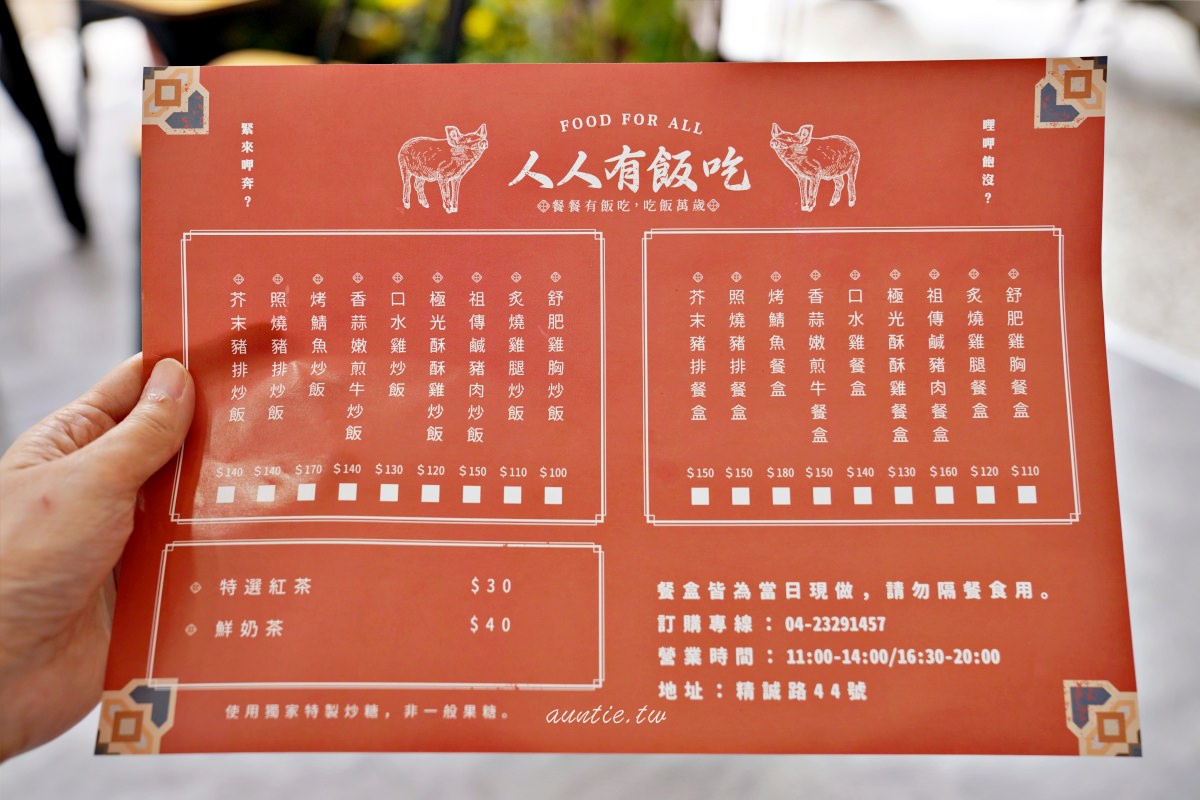 FOOD FOR ALL
人人有飯吃
餐餐有飯吃，吃飯萬歲
哩呷飽沒？
緊來呷奔？
舒肥雞胸餐盒 $110
炙燒雞腿餐盒 $120
祖傳鹹豬肉餐盒 $160
極光酥酥雞餐盒 $130
口水雞餐盒 $140
香蒜嫩煎牛餐盒 $150
烤鯖魚餐盒 $180
照燒豬排餐盒 $150
芥末豬排餐盒 $150
舒肥雞胸炒飯 $100
炙燒雞腿炒飯 $110
祖傳鹹豬肉炒飯 $150
極光酥酥雞炒飯 $120
口水雞炒飯 $130
香蒜嫩煎牛炒飯 $140
烤鯖魚炒飯 $170
照燒豬排炒飯 $140
芥末豬排炒飯 $140
特選紅茶 $30
鮮奶茶 $40
使用獨家特製炒糖，非一般果糖。
餐盒皆為當日現做，請勿隔餐食用。
訂購專線：04-23291457
營業時間：11:00-14:00/16:30-20:00
地址：精誠路44號
auntie.tw